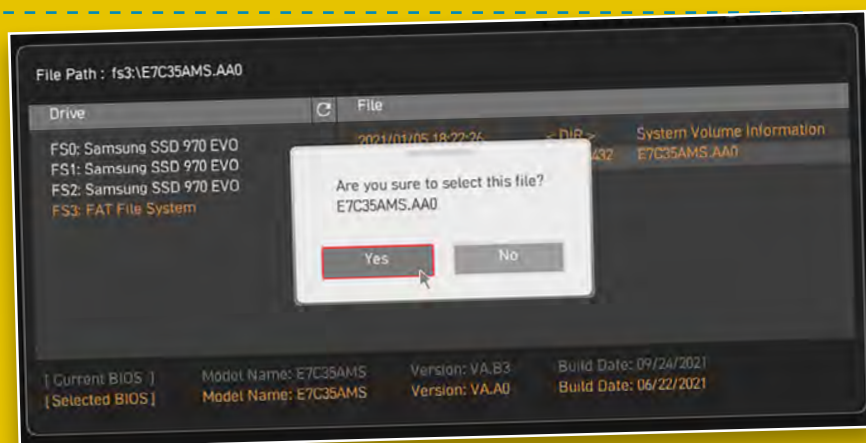 File Path : fs3:\E7C35AMS.AA0
Drive
File
FS0: Samsung SSD 970 EVO
FS1: Samsung SSD 970 EVO
FS2: Samsung SSD 970 EVO
FS3: FAT File System
2021/01/05 18:22:26 < DIR > System Volume Information
432 E7C35AMS.AA0
Are you sure to select this file?
E7C35AMS.AA0
Yes
No
[ Current BIOS ] Model Name: E7C35AMS Version: VA.B3 Build Date: 09/24/2021
[ Selected BIOS ] Model Name: E7C35AMS Version: VA.A0 Build Date: 06/22/2021